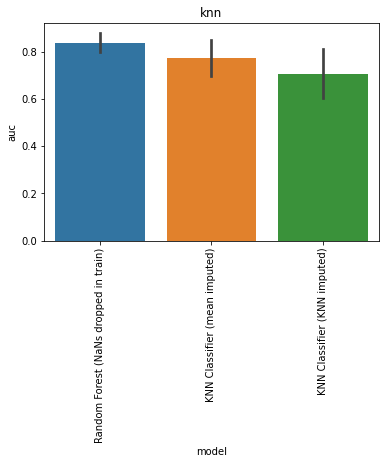 knn
auc
0.8
0.6
0.4
0.2
0.0
Random Forest (NaNs dropped in train)
KNN Classifier (mean imputed)
KNN Classifier (KNN imputed)
model